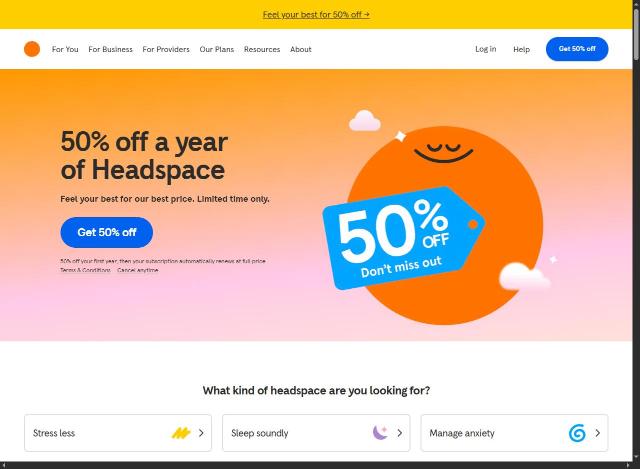 Feel your best for 50% off →
For You For Business For Providers Our Plans Resources About Log in Help Get 50% off
50% off a year
of Headspace
Feel your best for our best price. Limited time only.
Get 50% off
50% off your first year, then your subscription automatically renews at full price
Terms & Conditions Cancel anytime
50%
OFF
Don't miss out
What kind of headspace are you looking for?
Stress less
Sleep soundly
Manage anxiety